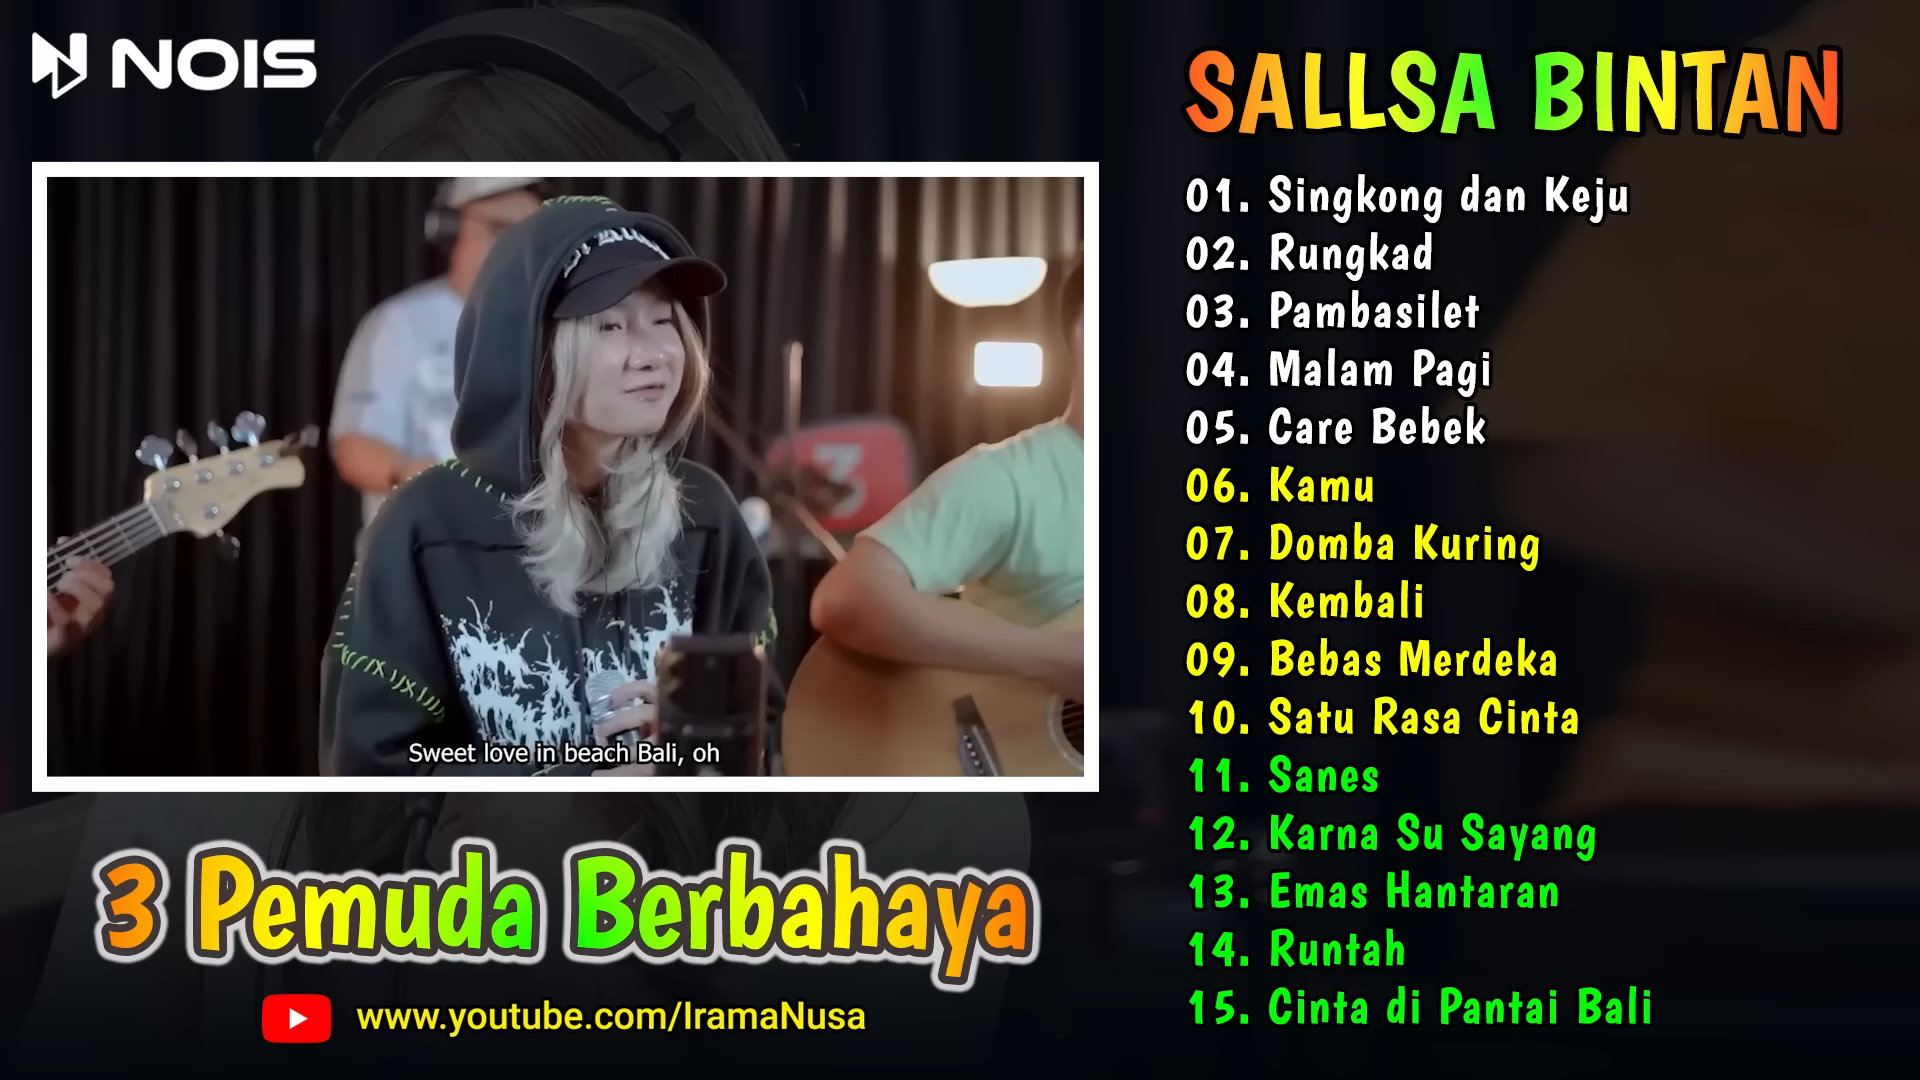 NOIS
SALLSA BINTAN
01. Singkong dan Keju
02. Rungkad
03. Pambasilet
04. Malam Pagi
05. Care Bebek
06. Kamu
07. Domba Kuring
08. Kembali
09. Bebas Merdeka
10. Satu Rasa Cinta
11. Sanes
12. Karna Su Sayang
13. Emas Hantaran
14. Runtah
15. Cinta di Pantai Bali
3
Sweet love in beach Bali, oh
3 Pemuda Berbahaya
www.youtube.com/IramaNusa